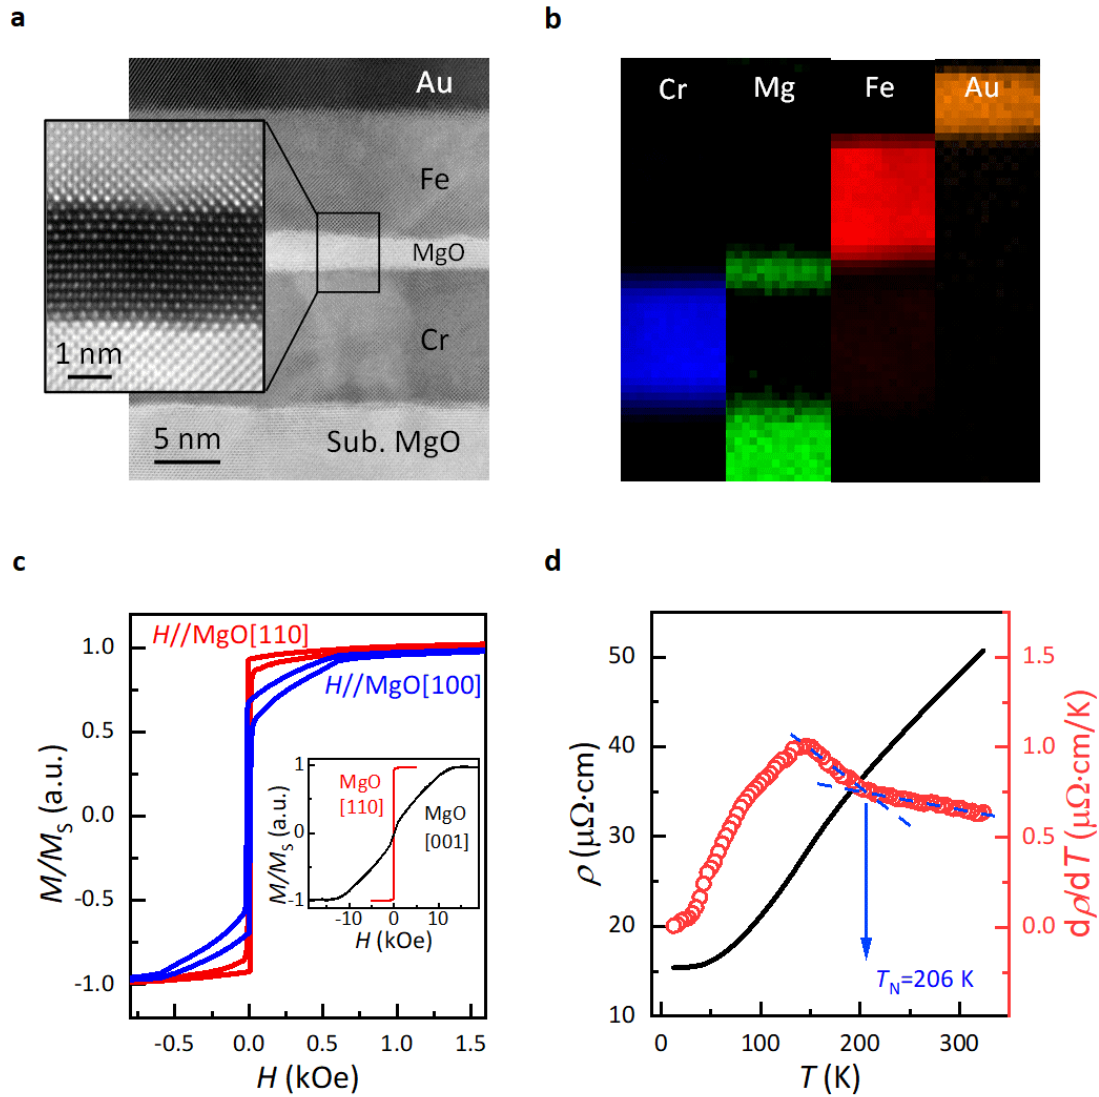 a
Au
Fe
MgO
Cr
1 nm
5 nm
Sub. MgO
b
Cr
Mg
Fe
Au
c
H//MgO[110]
H//MgO[100]
1.0
0.5
0.0
-0.5
-1.0
M/MS (a.u.)
-0.5
0.0
0.5
1.0
1.5
H (kOe)
MgO
[110]
MgO
[001]
1
0
-1
M/MS (a.u.)
-10
0
10
H (kOe)
d
50
40
30
20
10
ρ (μΩ·cm)
0
100
200
300
T (K)
TN=206 K
1.5
1.0
0.5
0.0
dρ/dT (μΩ·cm/K)